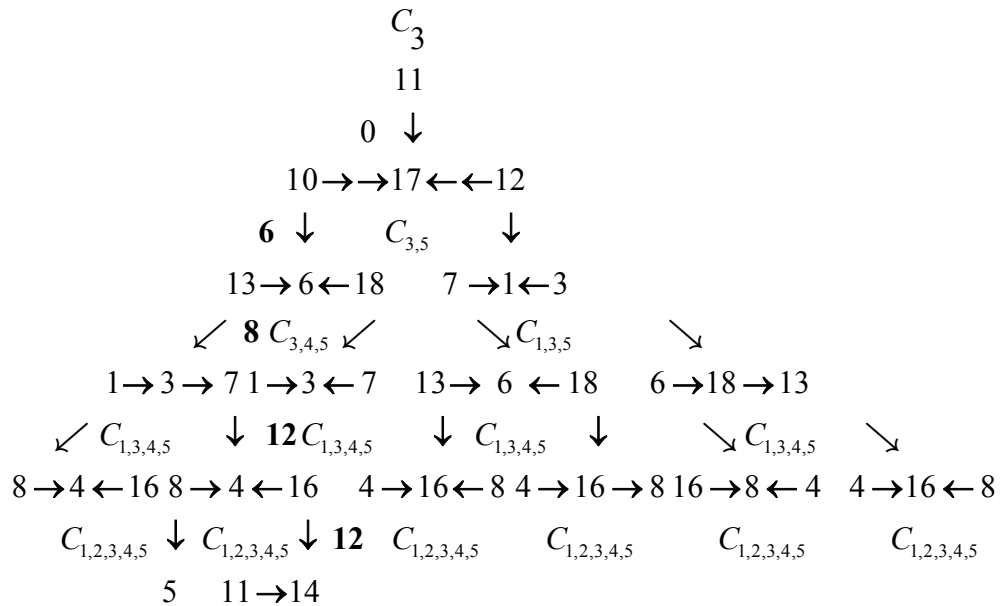 C₃
11
0 ↓
10 → → 17 ← ← 12
6 ↓ C₃,₅ ↓
13 → 6 ← 18 7 → 1 ← 3
↙ 8 C₃,₄,₅ ↙ ↘ C₁,₃,₅ ↘
1 → 3 → 7 1 → 3 ← 7 13 → 6 ← 18 6 → 18 → 13
↙ C₁,₃,₄,₅ ↓ 12 C₁,₃,₄,₅ ↓ C₁,₃,₄,₅ ↓ ↘ C₁,₃,₄,₅ ↘
8 → 4 ← 16 8 → 4 ← 16 4 → 16 ← 8 4 → 16 → 8 16 → 8 ← 4 4 → 16 ← 8
C₁,₂,₃,₄,₅ ↓ C₁,₂,₃,₄,₅ ↓ 12 C₁,₂,₃,₄,₅ C₁,₂,₃,₄,₅ C₁,₂,₃,₄,₅ C₁,₂,₃,₄,₅
5 11 → 14